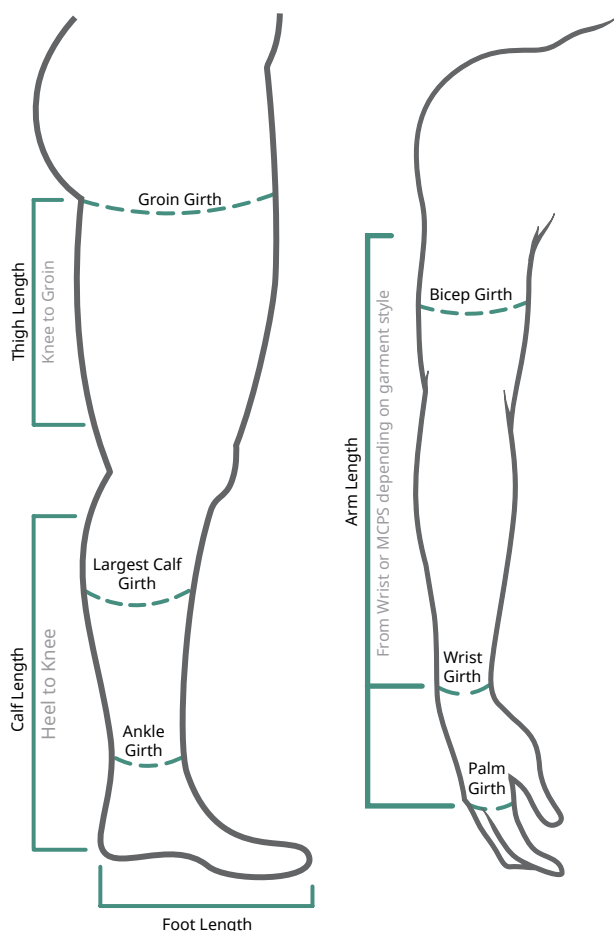 Groin Girth
Thigh Length
Knee to Groin
Largest Calf
Girth
Calf Length
Heel to Knee
Ankle
Girth
Foot Length
Bicep Girth
Arm Length
From Wrist or MCPS depending on garment style
Wrist
Girth
Palm
Girth